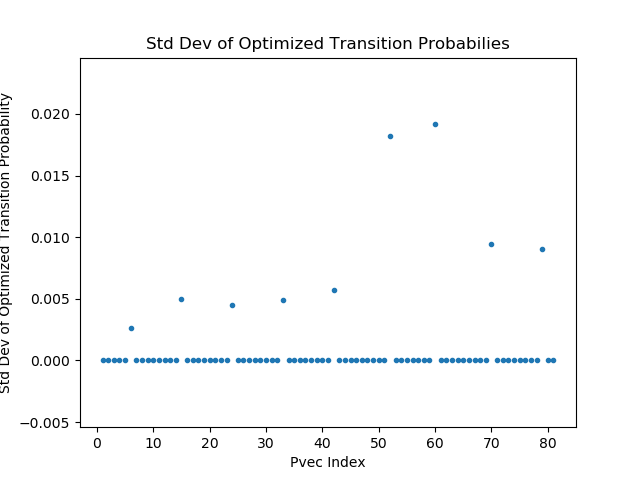 Std Dev of Optimized Transition Probabilies
Std Dev of Optimized Transition Probability
0.020
0.015
0.010
0.005
0.000
−0.005
0 10 20 30 40 50 60 70 80
Pvec Index